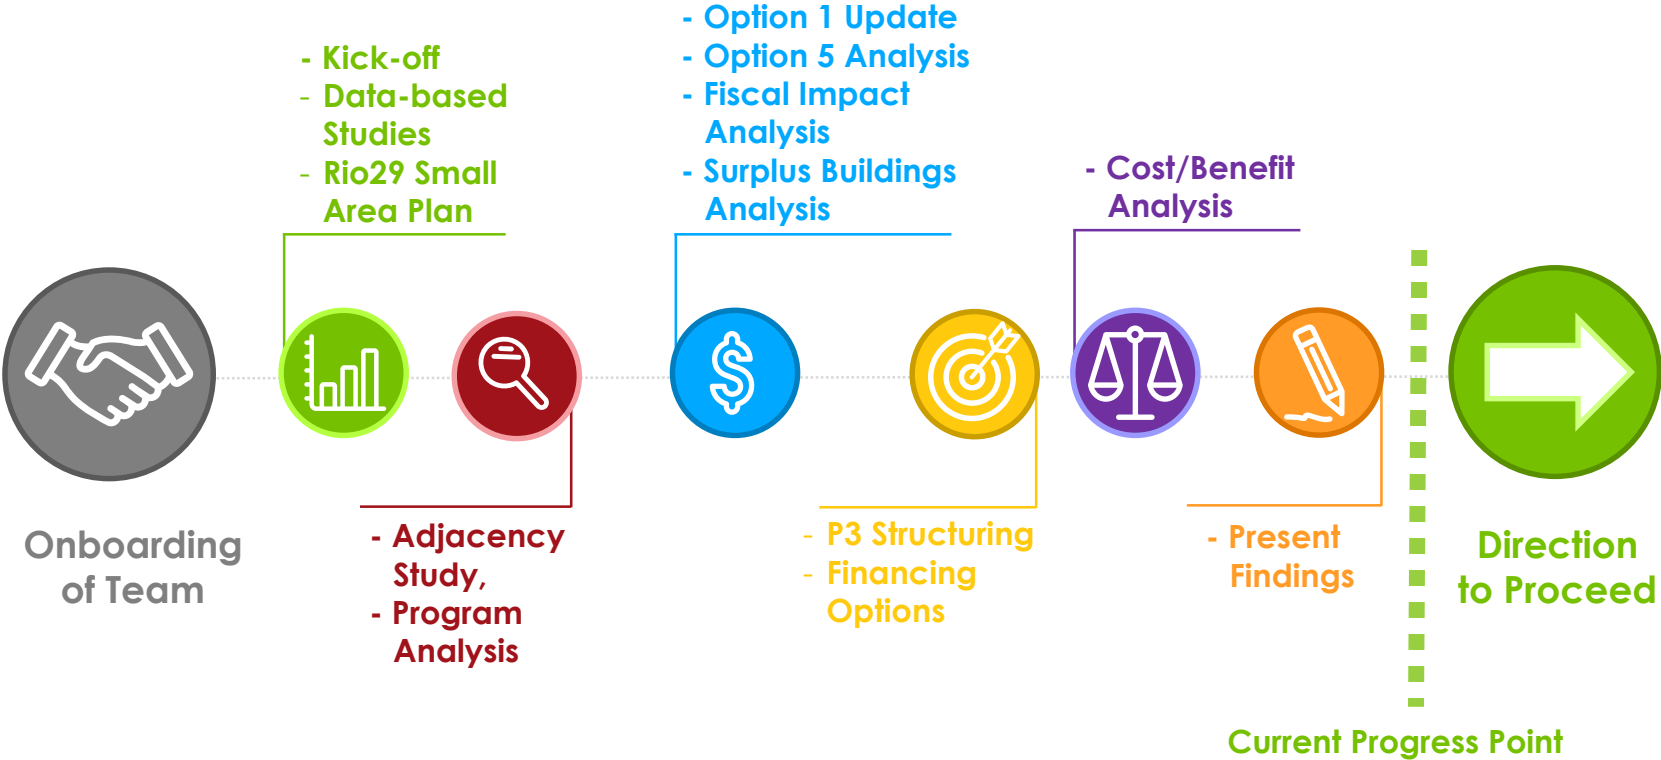 - Kick-off
- Data-based
Studies
- Rio29 Small
Area Plan
- Option 1 Update
- Option 5 Analysis
- Fiscal Impact
Analysis
- Surplus Buildings
Analysis
- Cost/Benefit
Analysis
Onboarding
of Team
- Adjacency
Study,
- Program
Analysis
- P3 Structuring
- Financing
Options
- Present
Findings
Direction
to Proceed
Current Progress Point